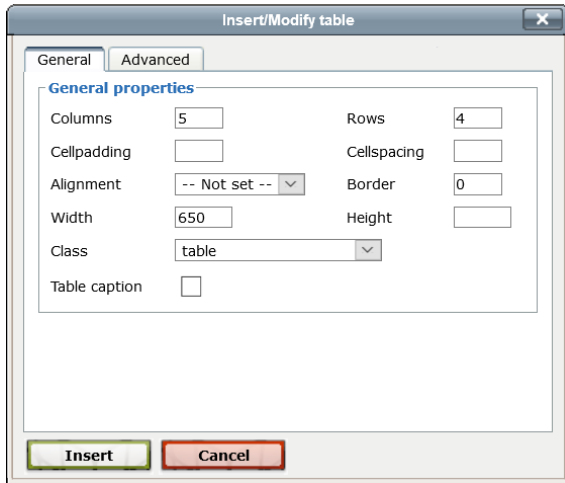 Insert/Modify table
General Advanced
General properties
Columns 5 Rows 4
Cellpadding Cellspacing
Alignment -- Not set -- Border 0
Width 650 Height
Class table
Table caption
Insert Cancel